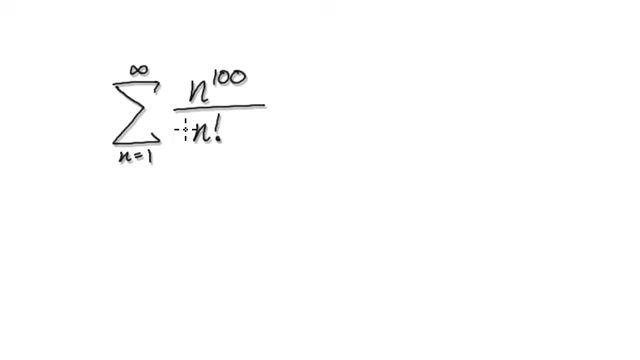 ∞
∑ n^100 / n!
n=1